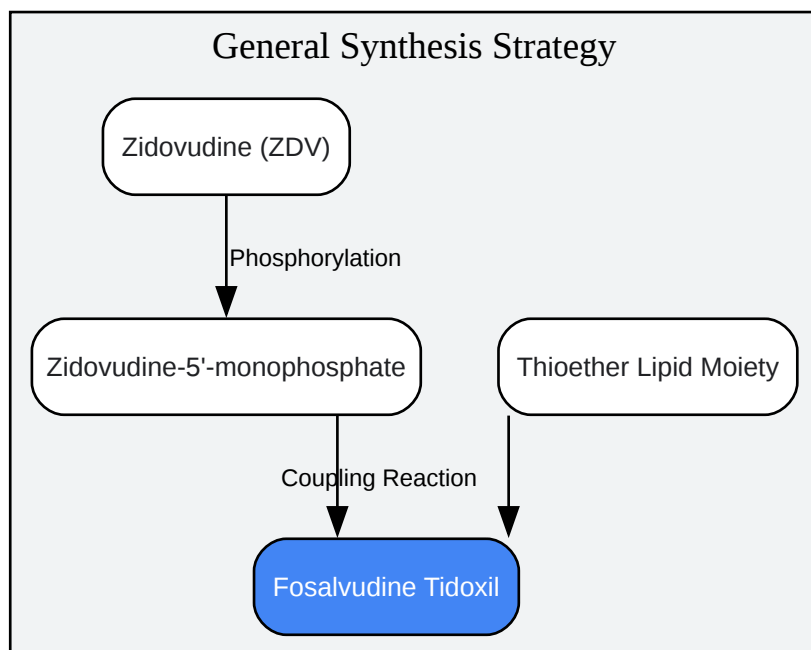 General Synthesis Strategy
Zidovudine (ZDV)
Phosphorylation
Zidovudine-5'-monophosphate
Thioether Lipid Moiety
Coupling Reaction
Fosalvudine Tidoxil